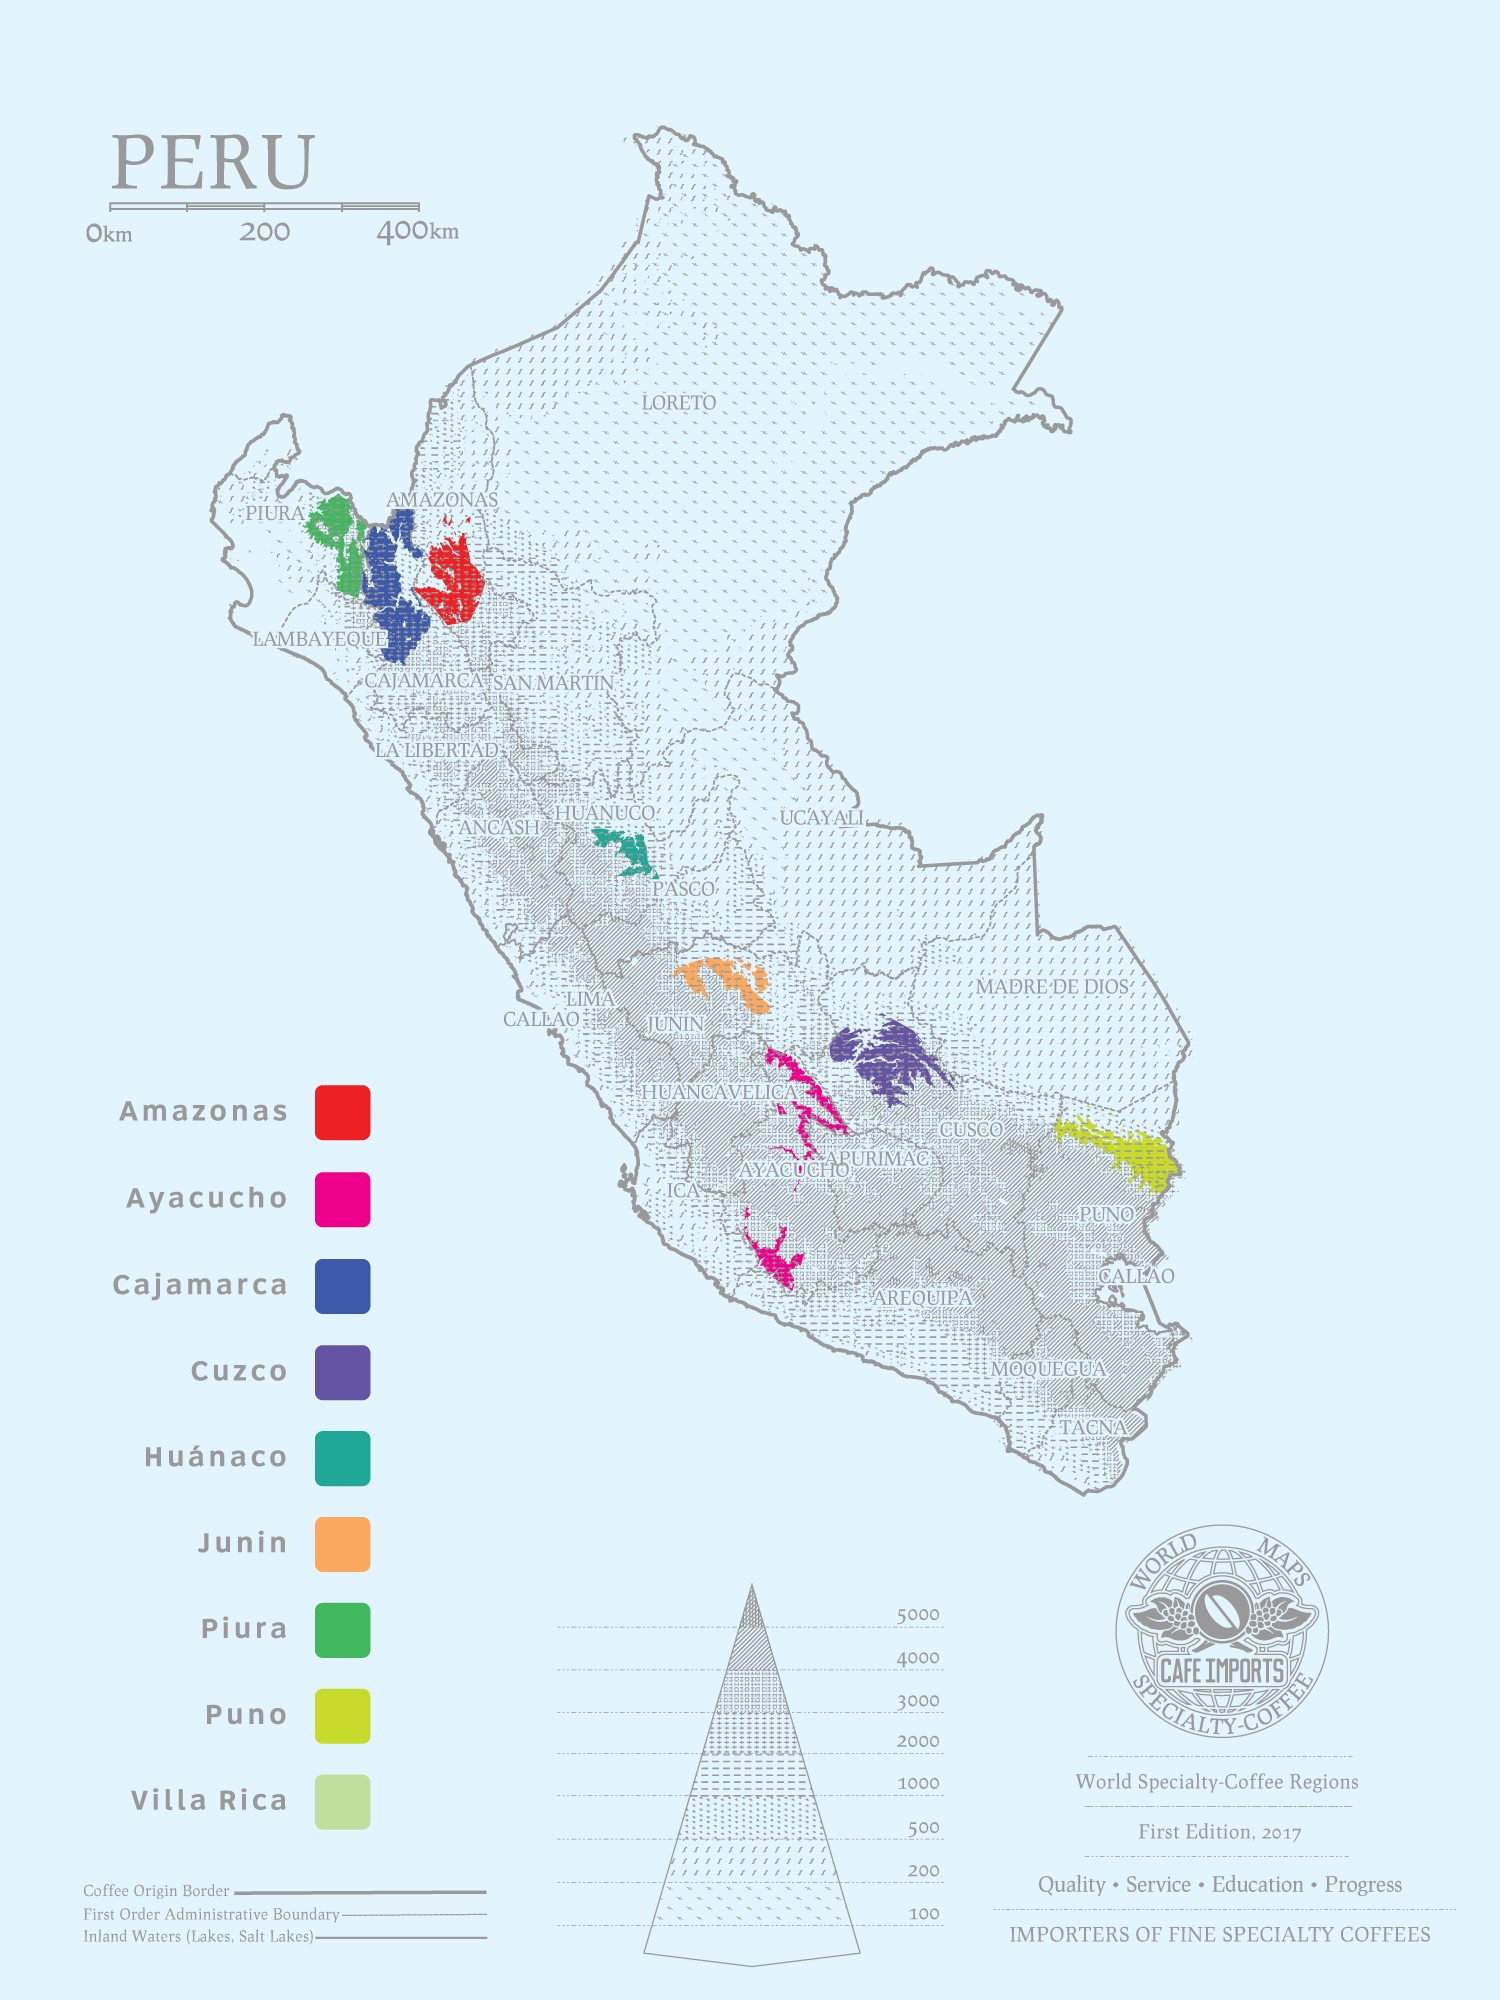 PERU
0km 200 400km
LORETO
AMAZONAS
PIURA
LAMBAYEQUE
CAJAMARCA SAN MARTIN
LA LIBERTAD
HUANUCO
UCAYALI
ANCASH
PASCO
MADRE DE DIOS
LIMA
CALLAO
JUNIN
HUANCAVELICA
CUSCO
APURIMAC
AYACUCHO
ICA
PUNO
CALLAO
AREQUIPA
MOQUEGUA
TACNA
Amazonas
Ayacucho
Cajamarca
Cuzco
Huánaco
Junin
Piura
Puno
Villa Rica
Coffee Origin Border
First Order Administrative Boundary
Inland Waters (Lakes, Salt Lakes)
5000
4000
3000
2000
1000
500
200
100
WORLD MAPS
CAFE IMPORTS
SPECIALTY-COFFEE
World Specialty-Coffee Regions
First Edition, 2017
Quality • Service • Education • Progress
IMPORTERS OF FINE SPECIALTY COFFEES